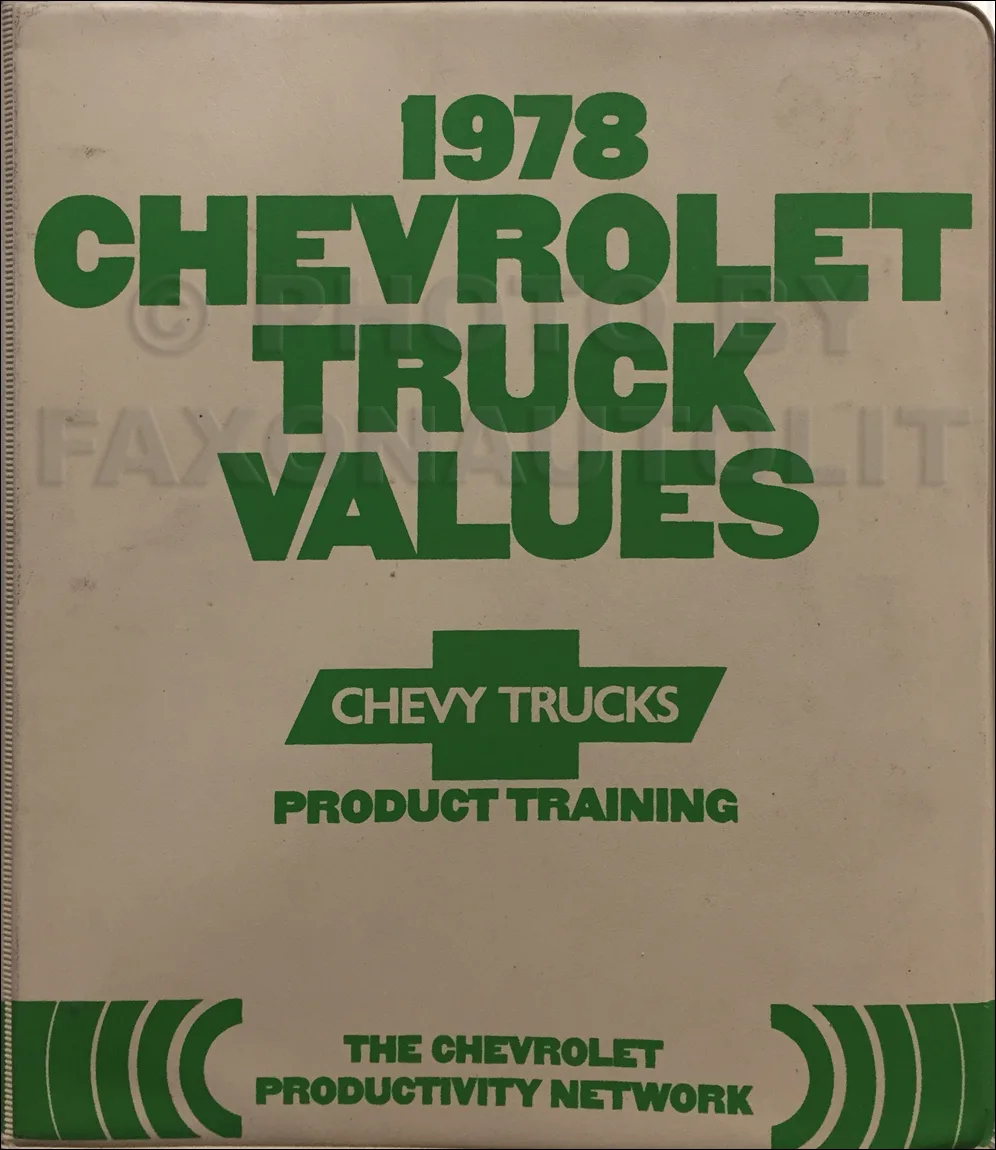 1978
CHEVROLET
© PHOTO BY
TRUCK
FAXONAUTOLIT
VALUES
CHEVY TRUCKS
PRODUCT TRAINING
THE CHEVROLET
PRODUCTIVITY NETWORK